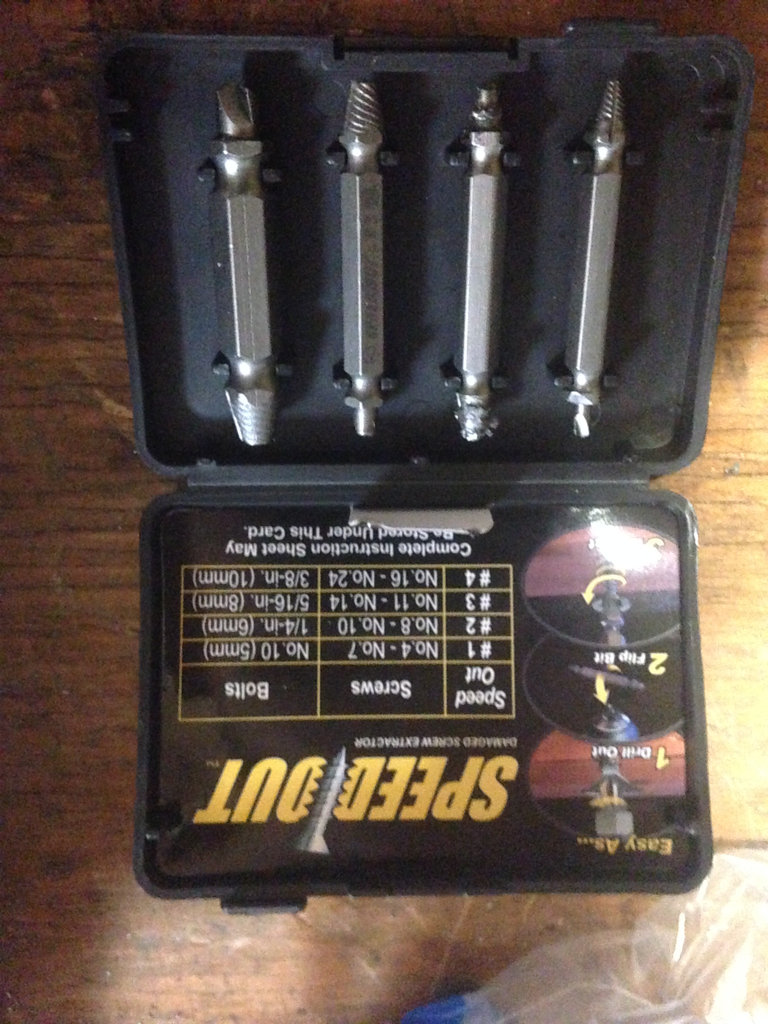 Easy As...
1 Drill Out
2 Flip Bit
SPEED OUT™
DAMAGED SCREW EXTRACTOR
Speed Out Screws Bolts
#1 No.4 - No.7 No.10 (5mm)
#2 No.8 - No.10 1/4-in. (6mm)
#3 No.11 - No.14 5/16-in. (8mm)
#4 No.16 - No.24 3/8-in. (10mm)
Complete Instruction Sheet May
Be Stored Under This Card.